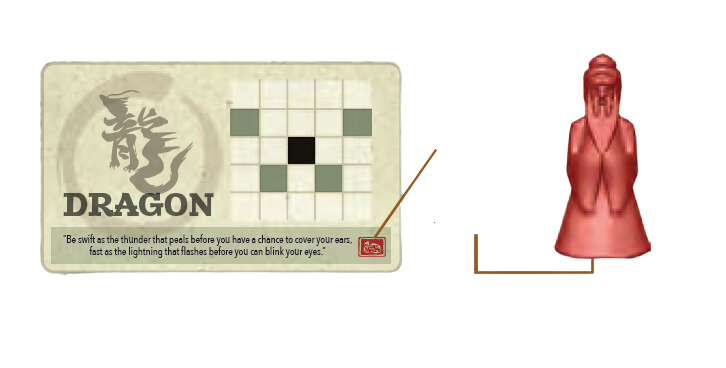 龍
DRAGON
“Be swift as the thunder that peals before you have a chance to cover your ears,
fast as the lightning that flashes before you can blink your eyes.”